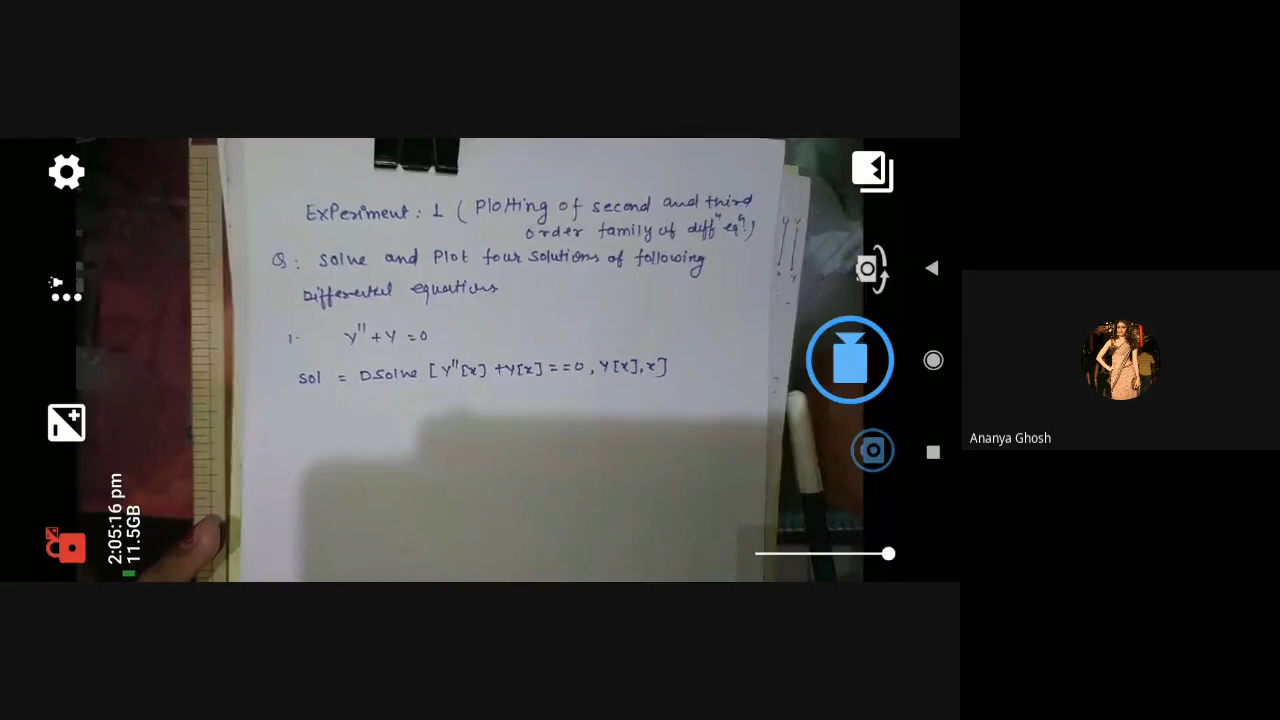 Experiment: 1 ( Plotting of second and third
order family of diffⁿ eqⁿ.)
Q: Solve and Plot four solutions of following
Differential equations
1. y'' + y = 0
Sol = DSolve [y''[x] + y[x] == 0, y[x], x]
2:05:16 pm
11.5GB
Ananya Ghosh